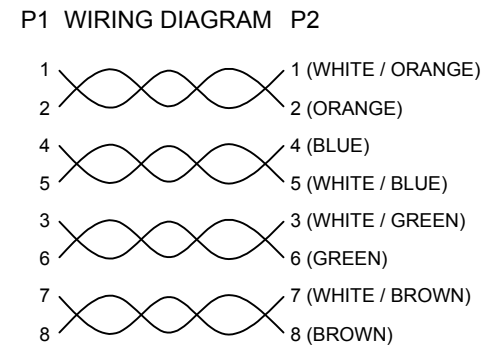 P1 WIRING DIAGRAM P2
1 1 (WHITE / ORANGE)
2 2 (ORANGE)
4 4 (BLUE)
5 5 (WHITE / BLUE)
3 3 (WHITE / GREEN)
6 6 (GREEN)
7 7 (WHITE / BROWN)
8 8 (BROWN)